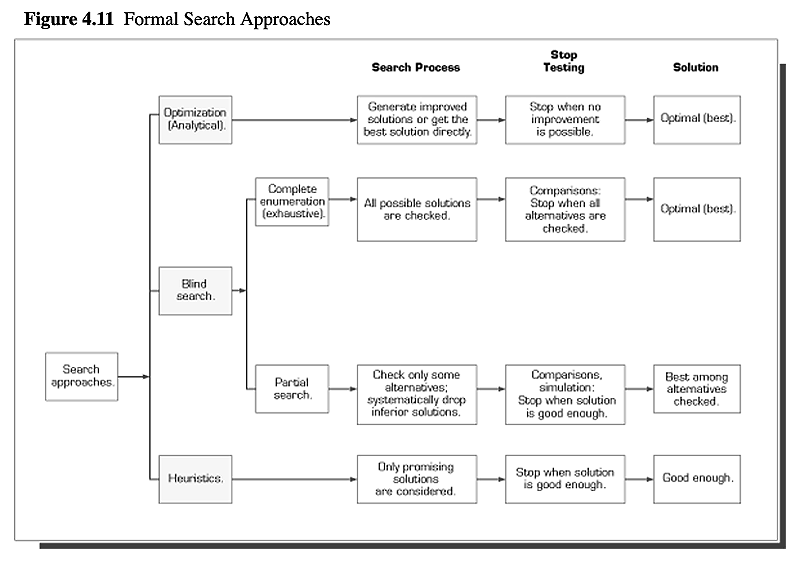 Figure 4.11 Formal Search Approaches
Search Process
Stop
Testing
Solution
Optimization
(Analytical).
Generate improved
solutions or get the
best solution directly.
Stop when no
improvement
is possible.
Optimal (best).
Complete
enumeration
(exhaustive).
All possible solutions
are checked.
Comparisons:
Stop when all
alternatives are
checked.
Optimal (best).
Blind
search.
Search
approaches.
Partial
search.
Check only some
alternatives;
systematically drop
inferior solutions.
Comparisons,
simulation:
Stop when solution
is good enough.
Best among
alternatives
checked.
Heuristics.
Only promising
solutions
are considered.
Stop when solution
is good enough.
Good enough.